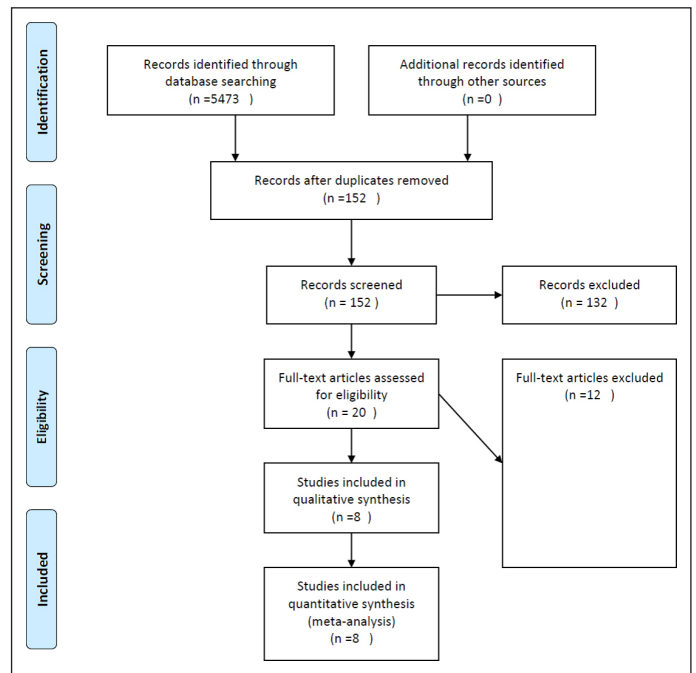 Identification
Records identified through
database searching
(n =5473   )
Additional records identified
through other sources
(n =0   )
Records after duplicates removed
(n =152   )
Screening
Records screened
(n = 152 )
Records excluded
(n = 132  )
Eligibility
Full-text articles assessed
for eligibility
(n = 20  )
Full-text articles excluded
(n =12   )
Studies included in
qualitative synthesis
(n =8   )
Included
Studies included in
quantitative synthesis
(meta-analysis)
(n =8   )